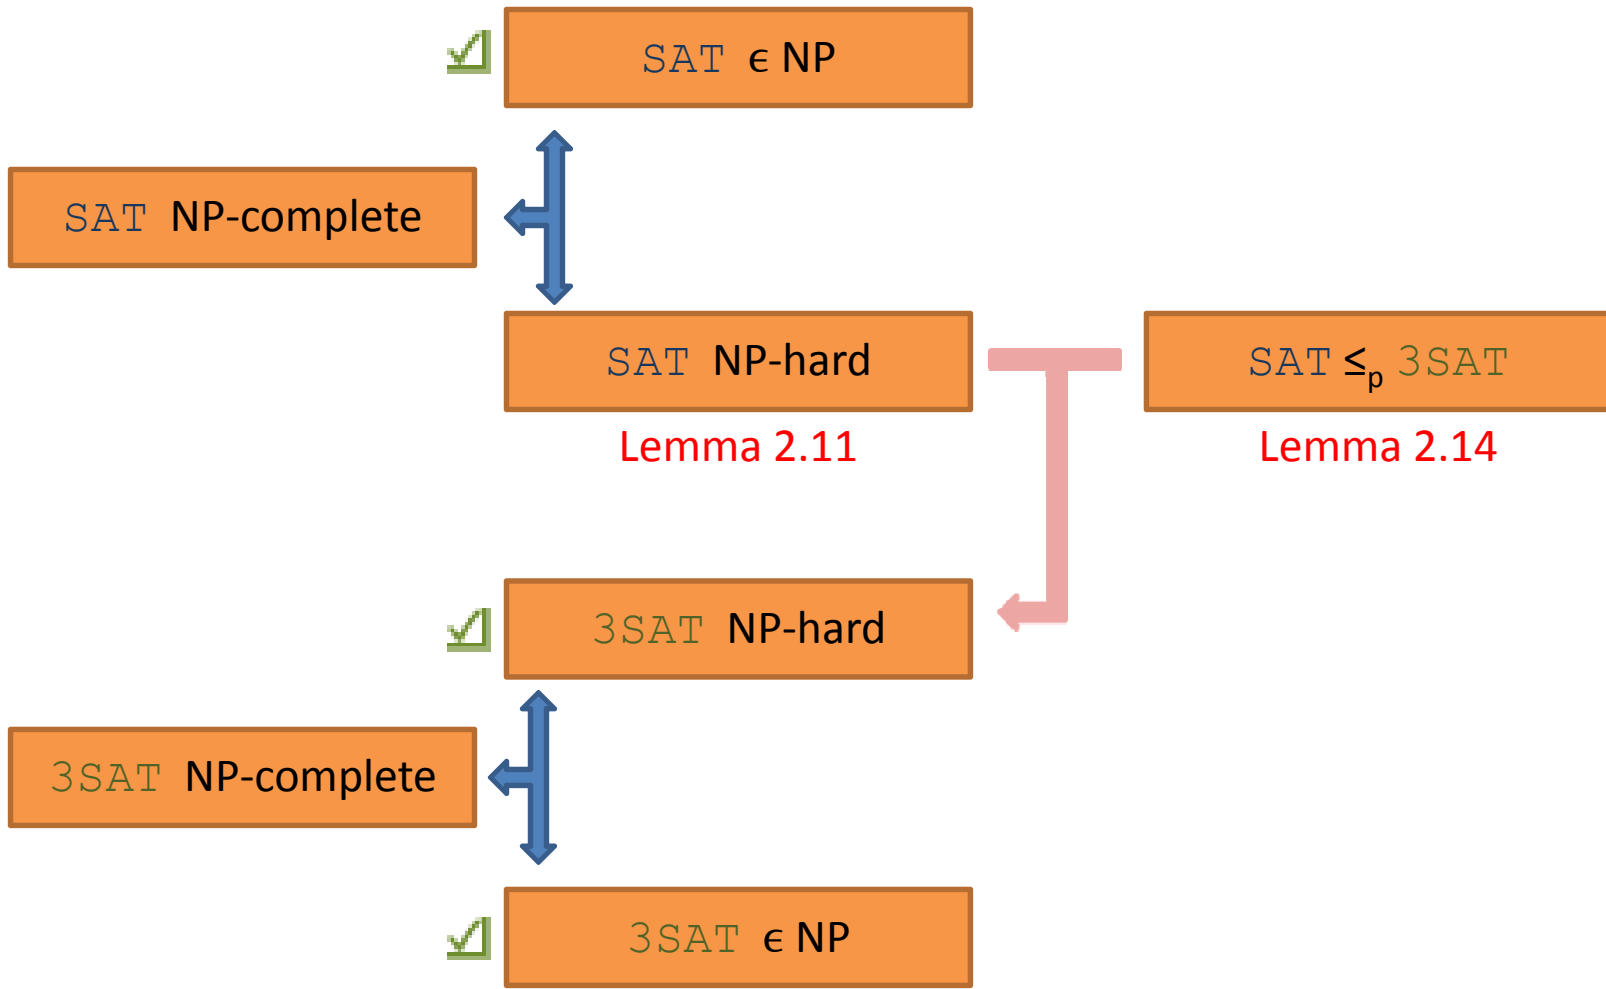 SAT ϵ NP
SAT NP-complete
SAT NP-hard
SAT ≤p 3SAT
Lemma 2.11
Lemma 2.14
3SAT NP-hard
3SAT NP-complete
3SAT ϵ NP